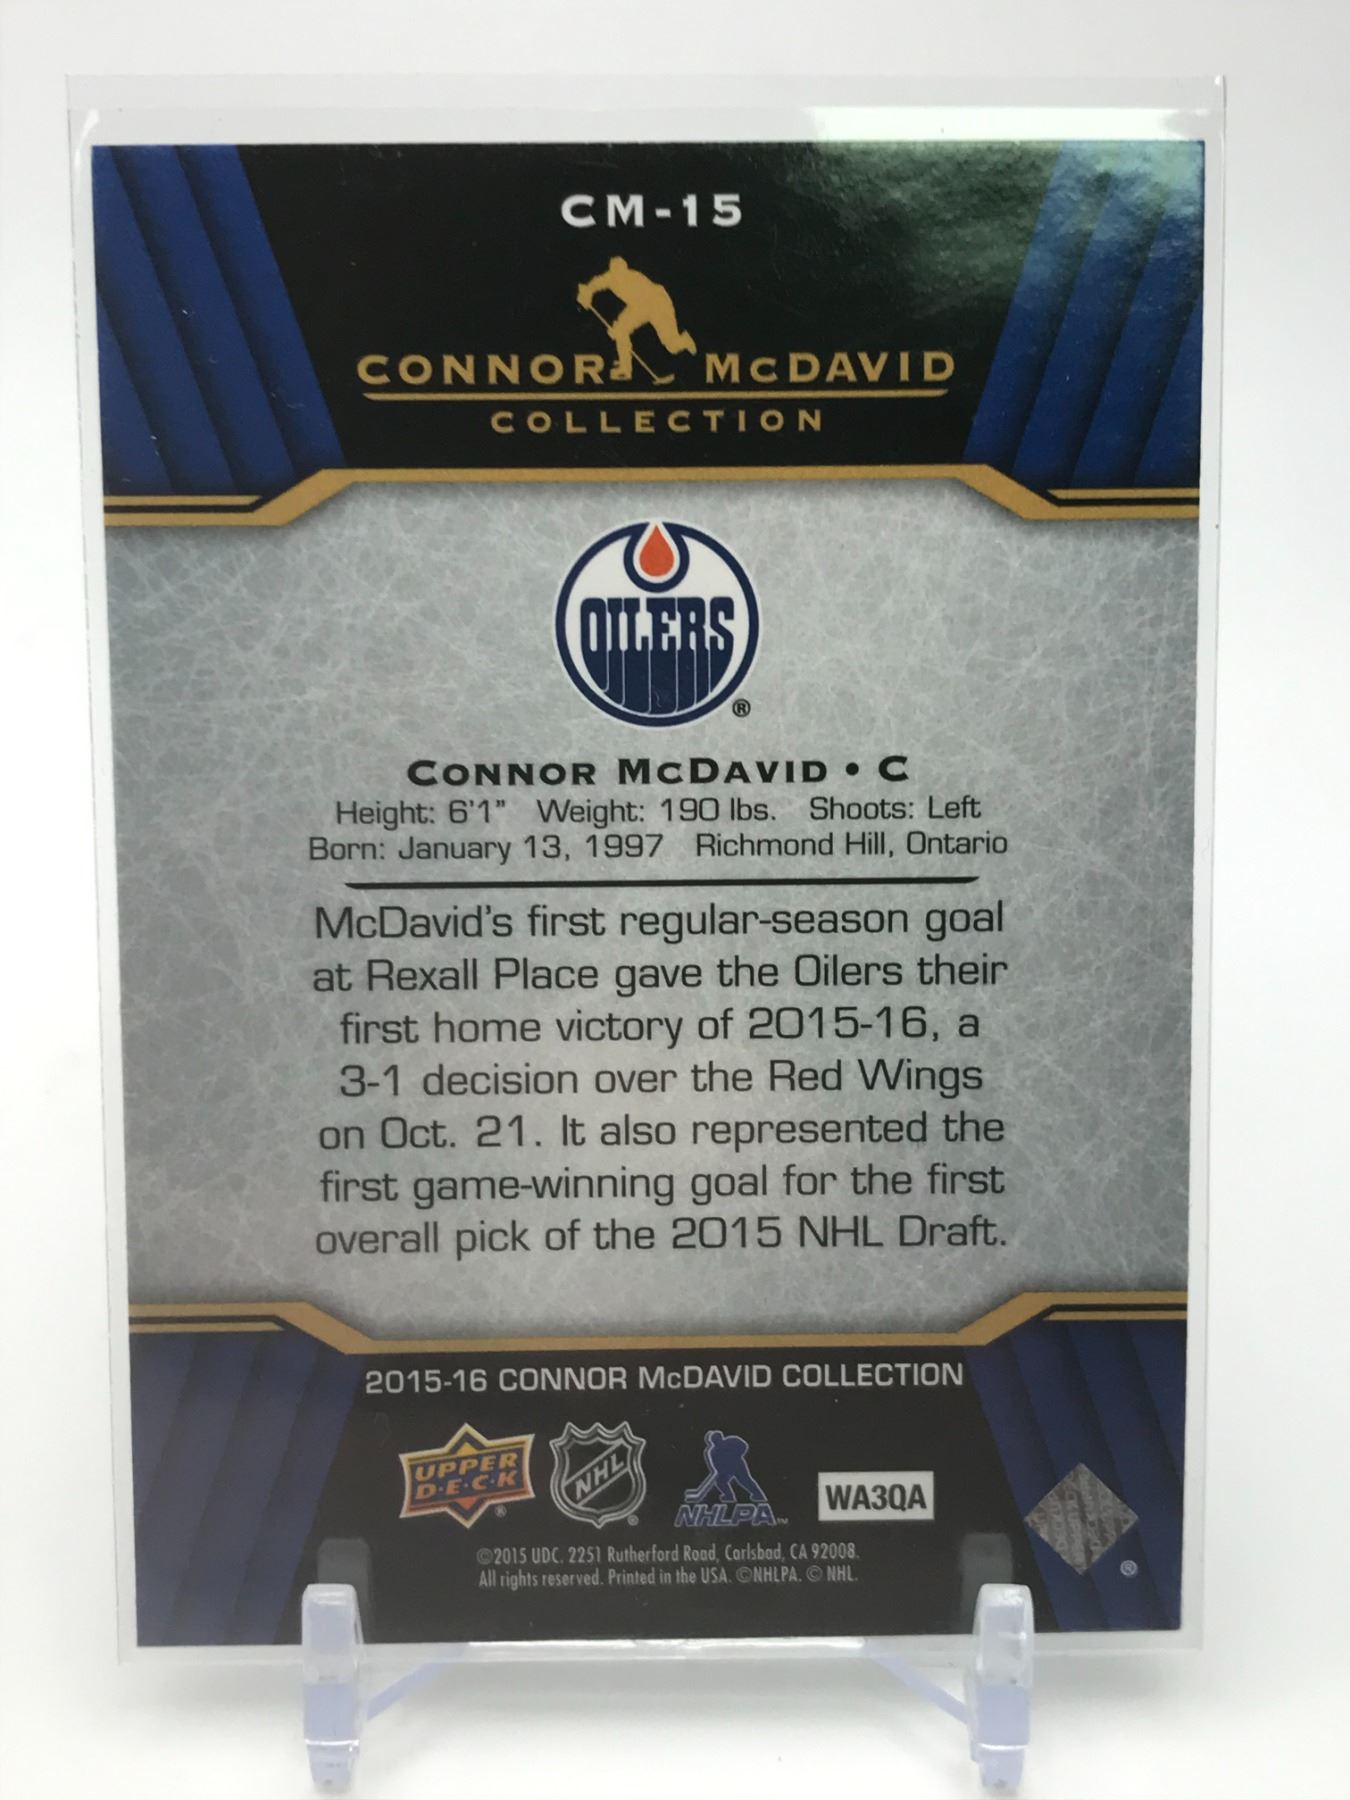 CM-15
CONNOR McDAVID
COLLECTION
OILERS
®
CONNOR McDAVID • C
Height: 6'1" Weight: 190 lbs. Shoots: Left
Born: January 13, 1997 Richmond Hill, Ontario
McDavid's first regular-season goal
at Rexall Place gave the Oilers their
first home victory of 2015-16, a
3-1 decision over the Red Wings
on Oct. 21. It also represented the
first game-winning goal for the first
overall pick of the 2015 NHL Draft.
2015-16 CONNOR McDAVID COLLECTION
UPPER
D•E•C•K
®
NHL
®
NHLPA™
WA3QA
®
©2015 UDC. 2251 Rutherford Road, Carlsbad, CA 92008.
All rights reserved. Printed in the USA. ©NHLPA. © NHL.